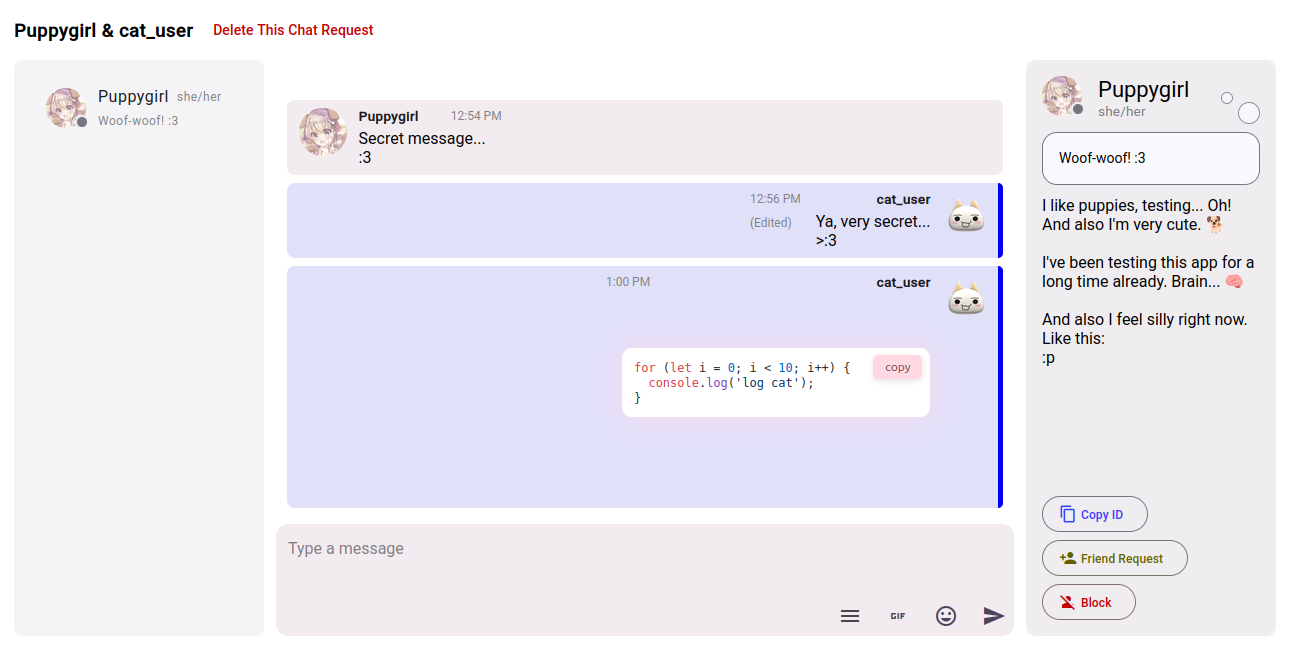 Puppygirl & cat_user Delete This Chat Request
Puppygirl she/her
Woof-woof! :3
Puppygirl 12:54 PM
Secret message...
:3
12:56 PM cat_user
(Edited) Ya, very secret...
>:3
1:00 PM cat_user
for (let i = 0; i < 10; i++) { copy
  console.log('log cat');
}
Type a message
GIF
Puppygirl
she/her
Woof-woof! :3
I like puppies, testing... Oh!
And also I'm very cute. 🐕
I've been testing this app for a
long time already. Brain... 🧠
And also I feel silly right now.
Like this:
:p
Copy ID
Friend Request
Block